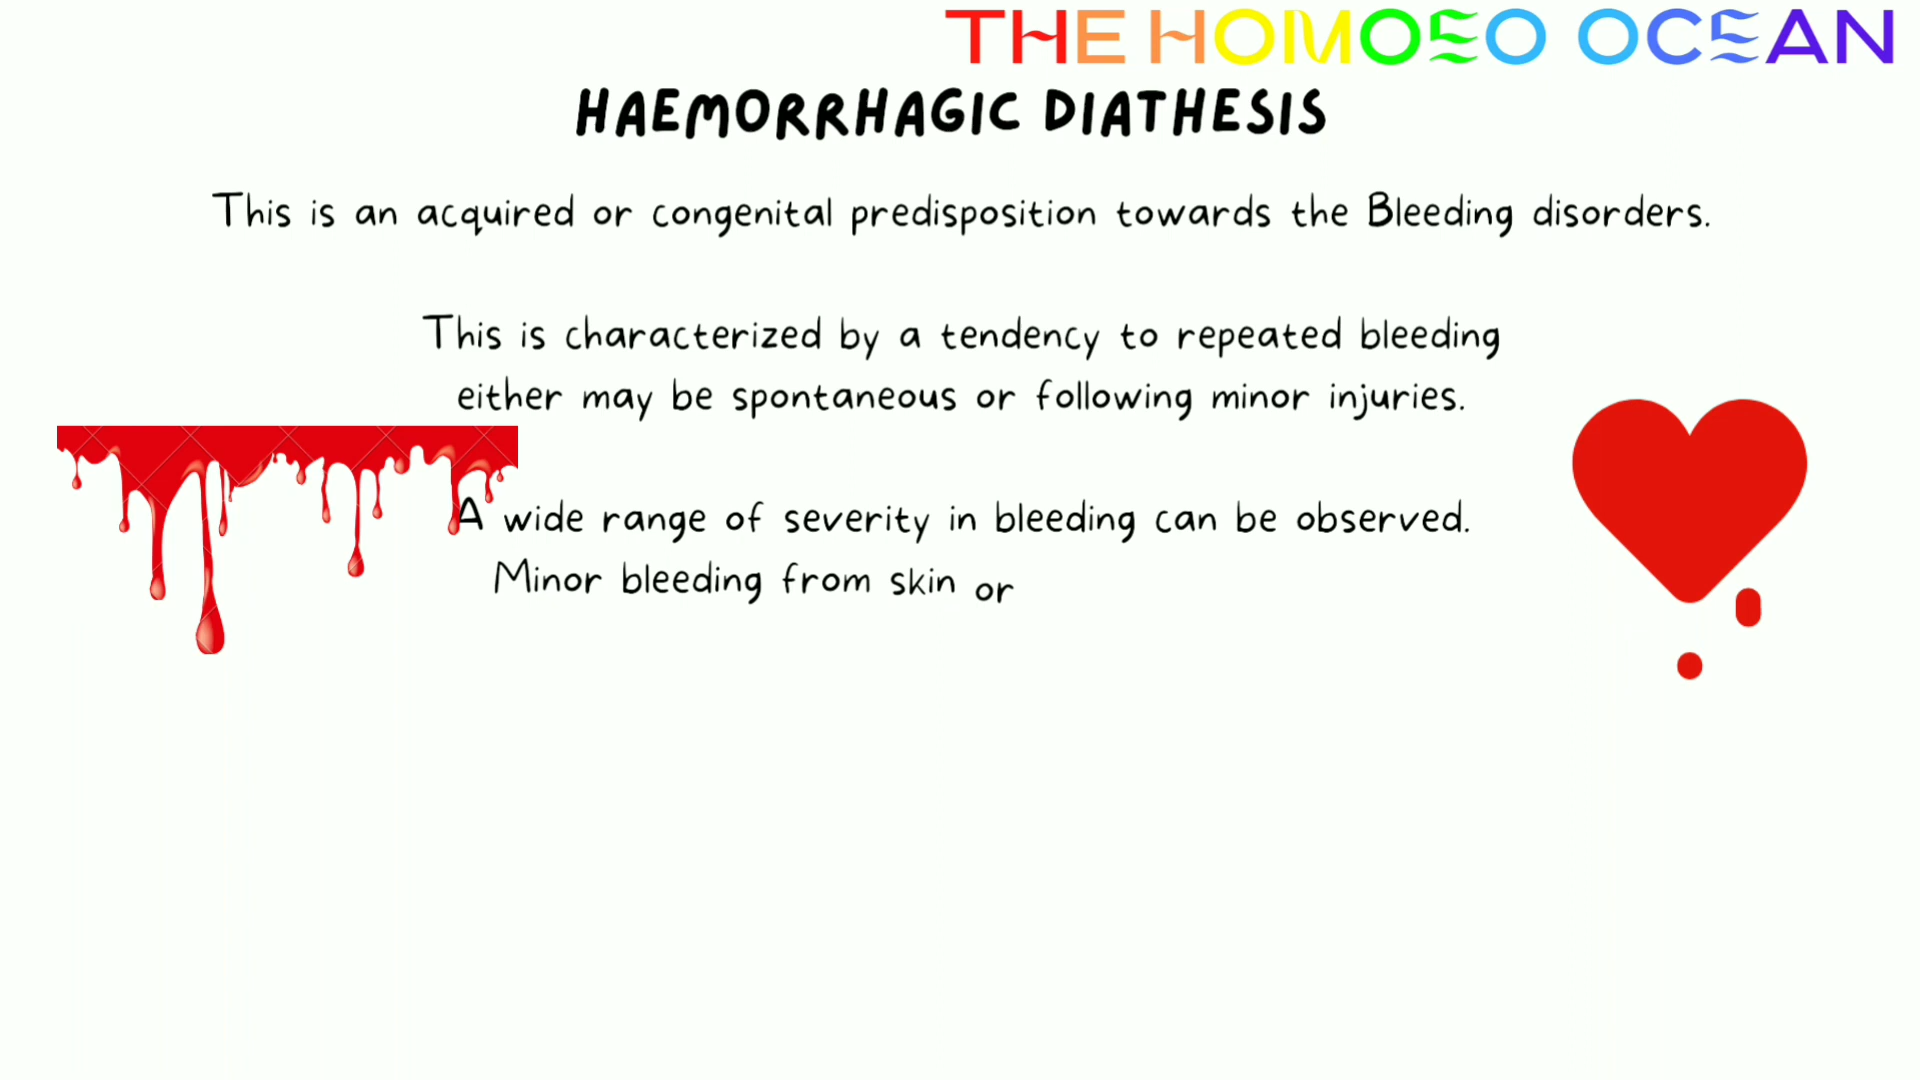 THE HOMOEO OCEAN
HAEMORRHAGIC DIATHESIS
This is an acquired or congenital predisposition towards the Bleeding disorders.
This is characterized by a tendency to repeated bleeding
either may be spontaneous or following minor injuries.
A wide range of severity in bleeding can be observed.
Minor bleeding from skin or